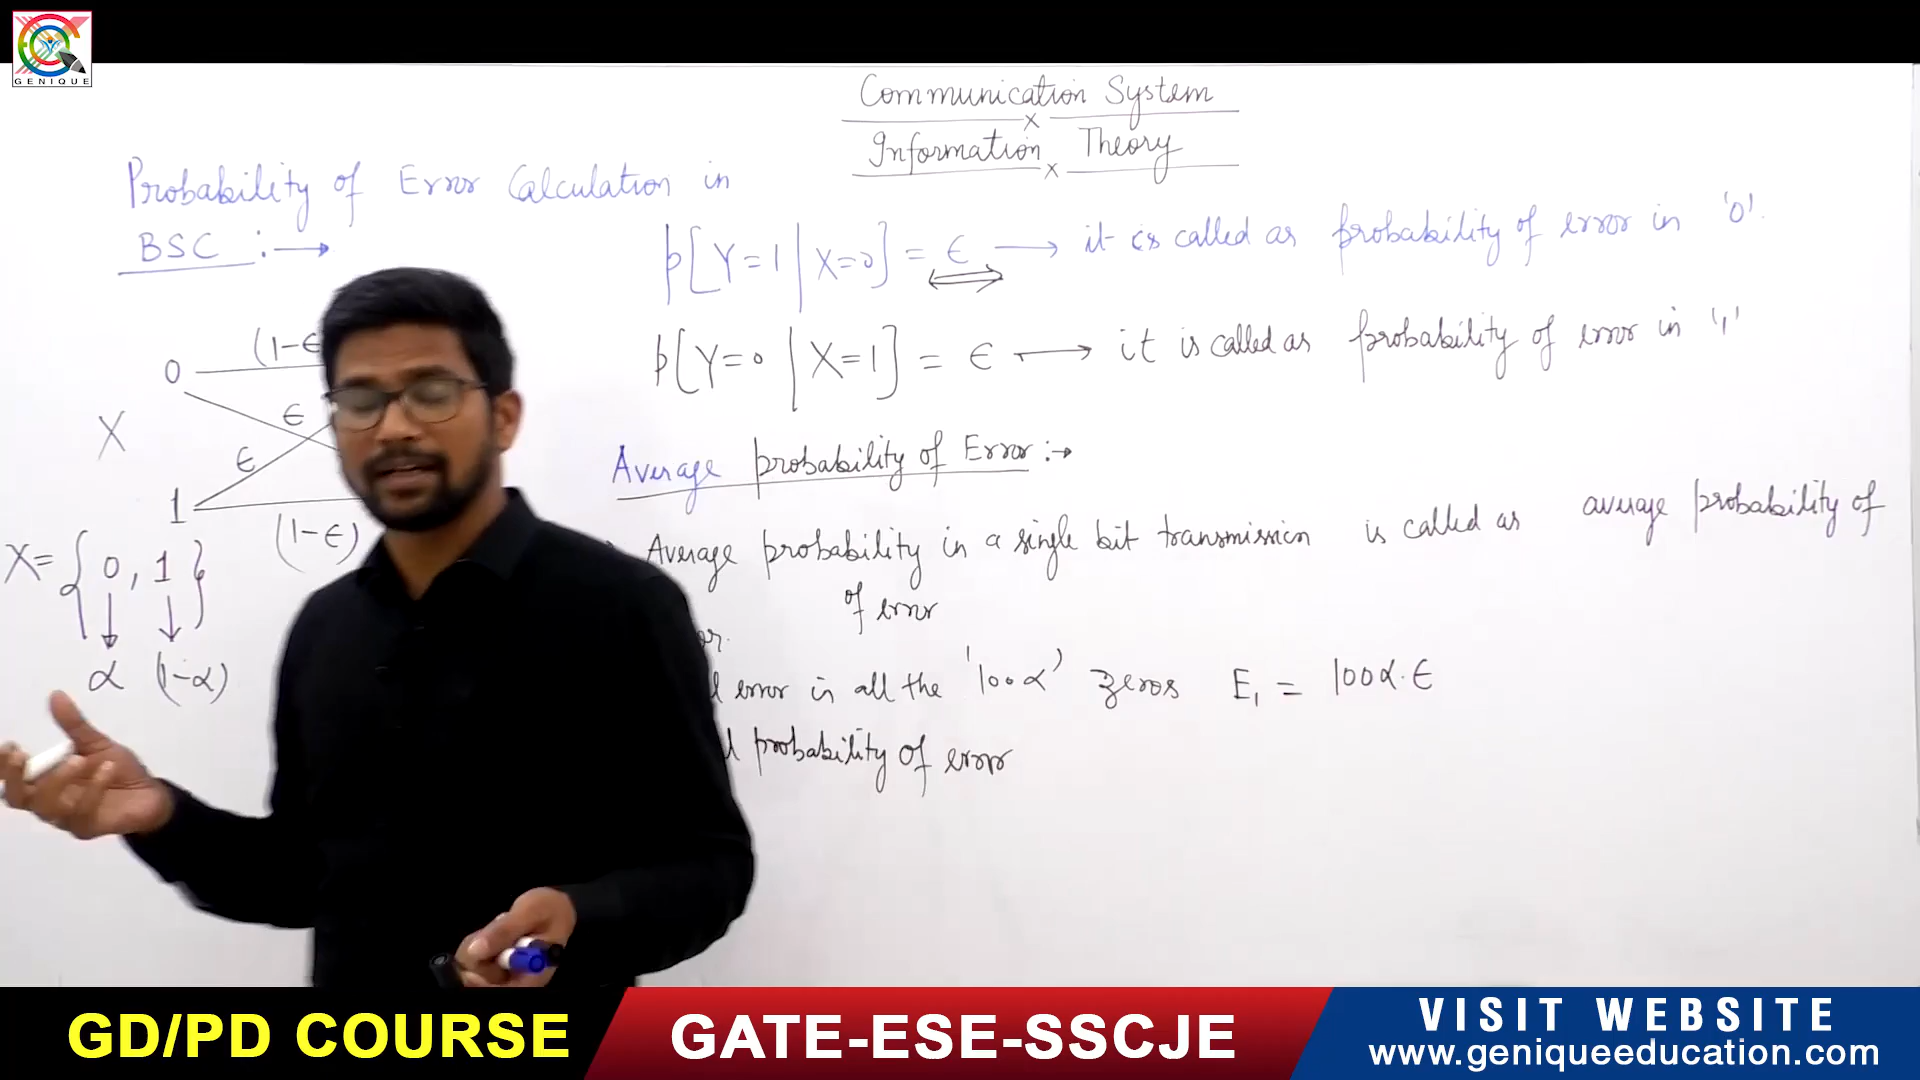 GENIQUE
Communication System
Information Theory
Probability of Error Calculation in
BSC :→
p[Y=1 | X=0] = ϵ → it is called as probability of error in '0'.
p[Y=0 | X=1] = ϵ → it is called as probability of error in '1'
0 (1-ϵ
ϵ
X
ϵ
1
(1-ϵ)
X = {0, 1}
α (1-α)
Average probability of Error :→
Average probability in a single bit transmission is called as average probability of
of error
error in all the '100α' zeros E₁ = 100α.ϵ
probability of error
GD/PD COURSE
GATE-ESE-SSCJE
VISIT WEBSITE
www.geniqueeducation.com